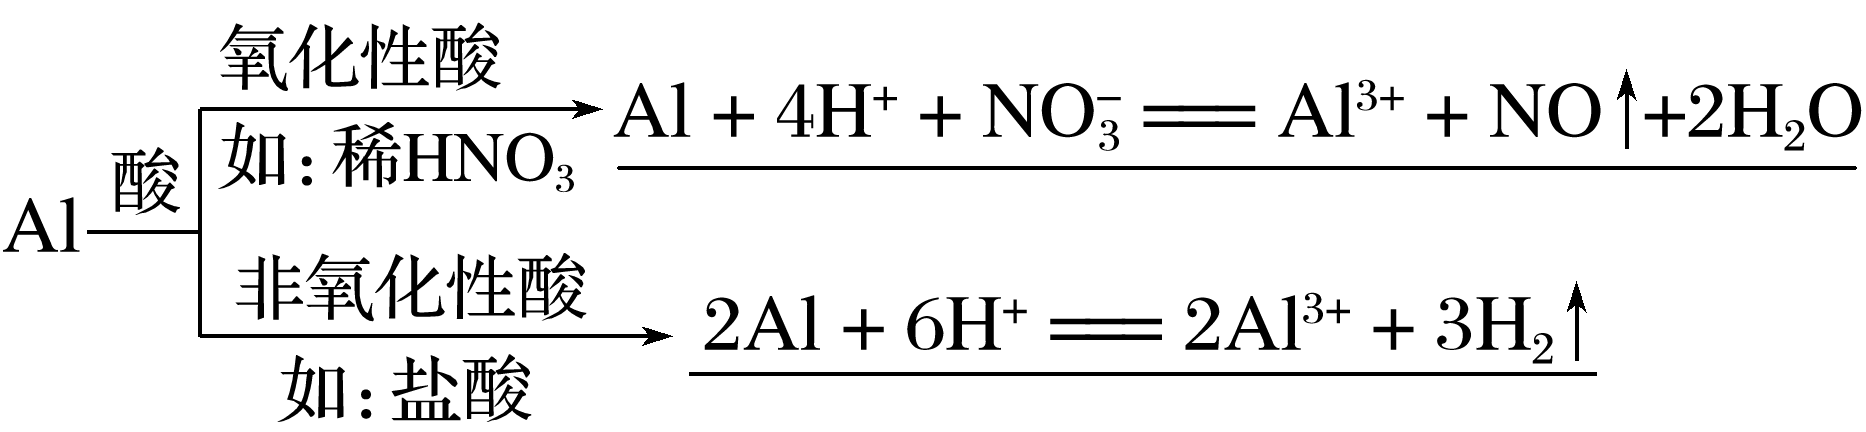 氧化性酸
Al + 4H⁺ + NO₃⁻ === Al³⁺ + NO↑+2H₂O
如:稀HNO₃
酸
Al
非氧化性酸
2Al + 6H⁺ === 2Al³⁺ + 3H₂↑
如:盐酸